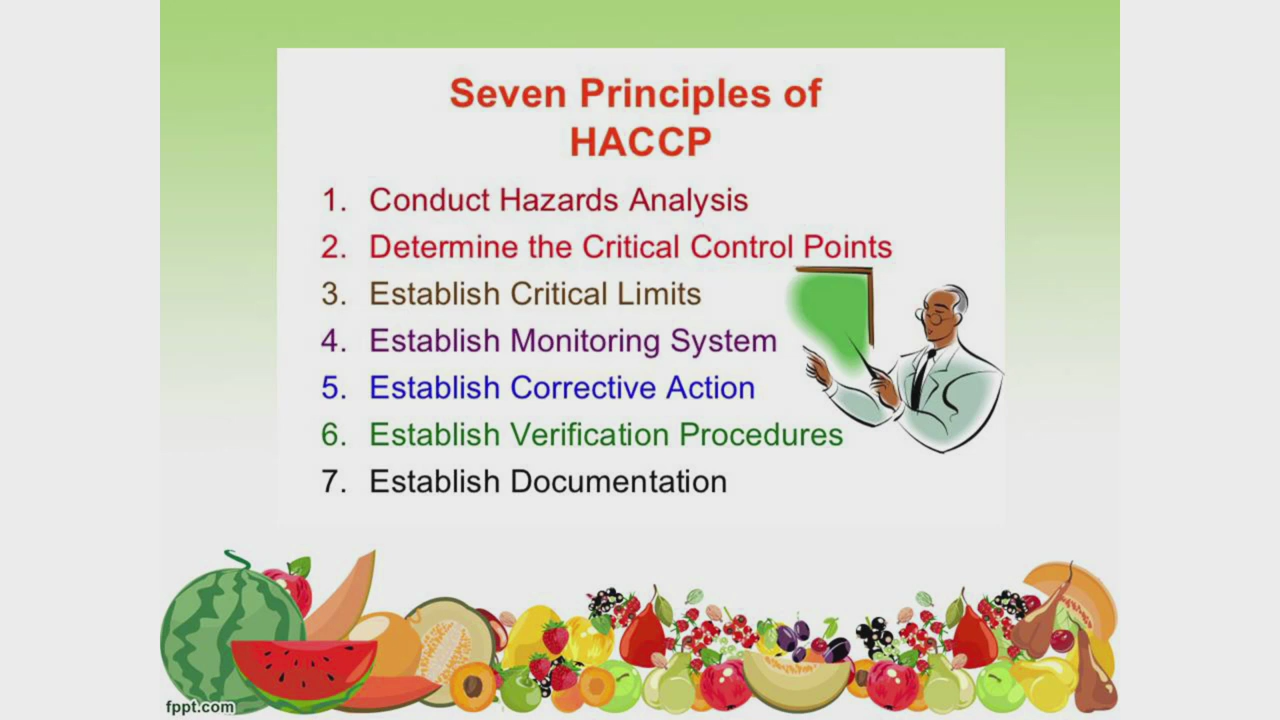 Seven Principles of
HACCP
1. Conduct Hazards Analysis
2. Determine the Critical Control Points
3. Establish Critical Limits
4. Establish Monitoring System
5. Establish Corrective Action
6. Establish Verification Procedures
7. Establish Documentation
fppt.com